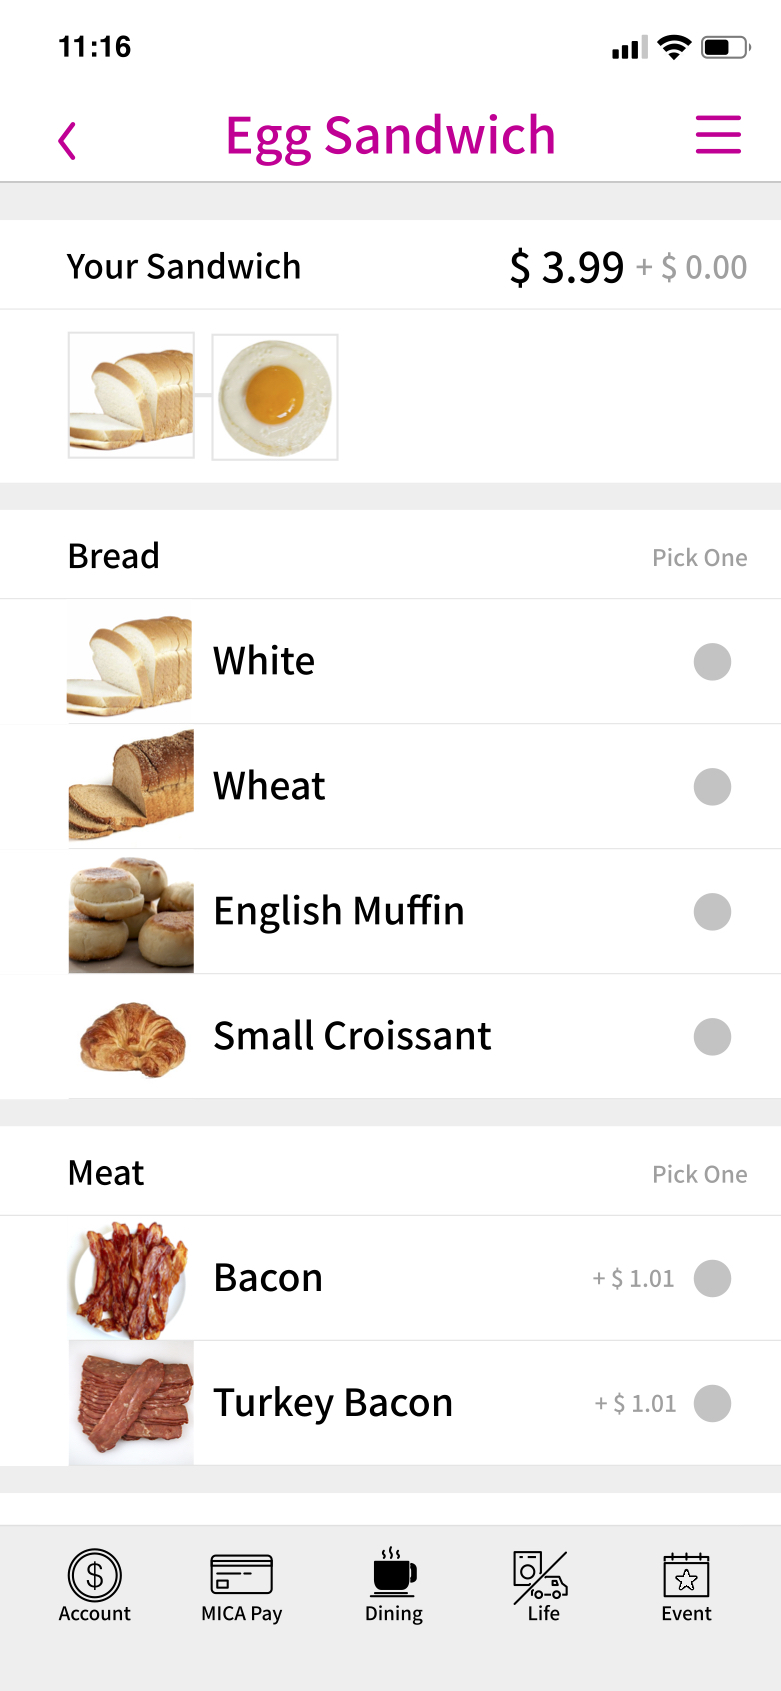 11:16
Egg Sandwich
Your Sandwich $ 3.99 + $ 0.00
Bread Pick One
White
Wheat
English Muffin
Small Croissant
Meat Pick One
Bacon + $ 1.01
Turkey Bacon + $ 1.01
$
Account MICA Pay Dining Life Event